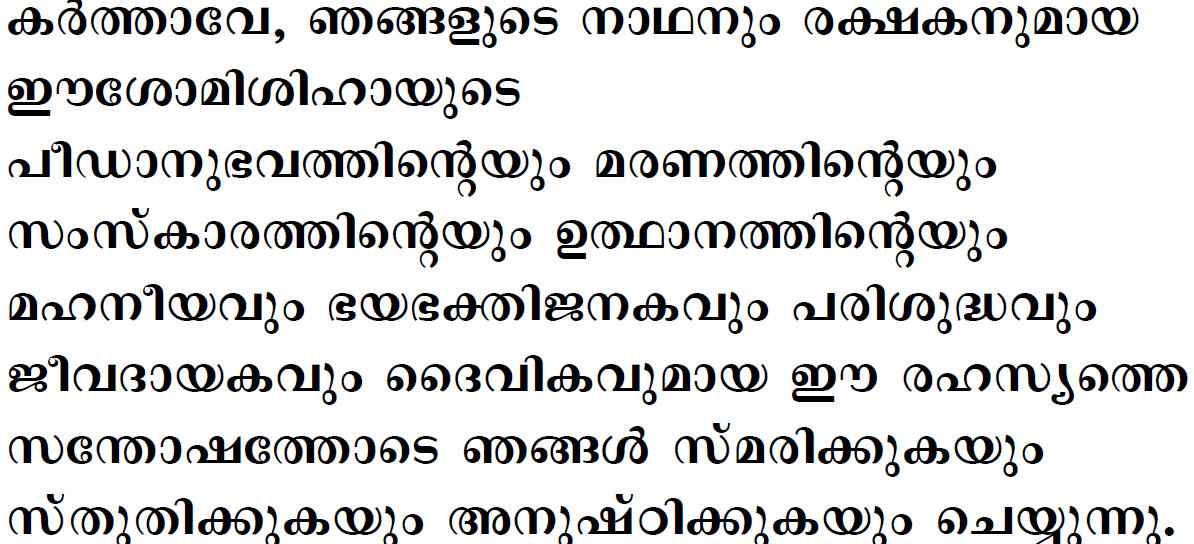 കർത്താവേ, ഞങ്ങളുടെ നാഥനും രക്ഷകനുമായ
ഈശോമിശിഹായുടെ
പീഡാനുഭവത്തിന്റെയും മരണത്തിന്റെയും
സംസ്കാരത്തിന്റെയും ഉത്ഥാനത്തിന്റെയും
മഹനീയവും ഭയഭക്തിജനകവും പരിശുദ്ധവും
ജീവദായകവും ദൈവികവുമായ ഈ രഹസ്യത്തെ
സന്തോഷത്തോടെ ഞങ്ങൾ സ്മരിക്കുകയും
സ്തുതിക്കുകയും അനുഷ്ഠിക്കുകയും ചെയ്യുന്നു.